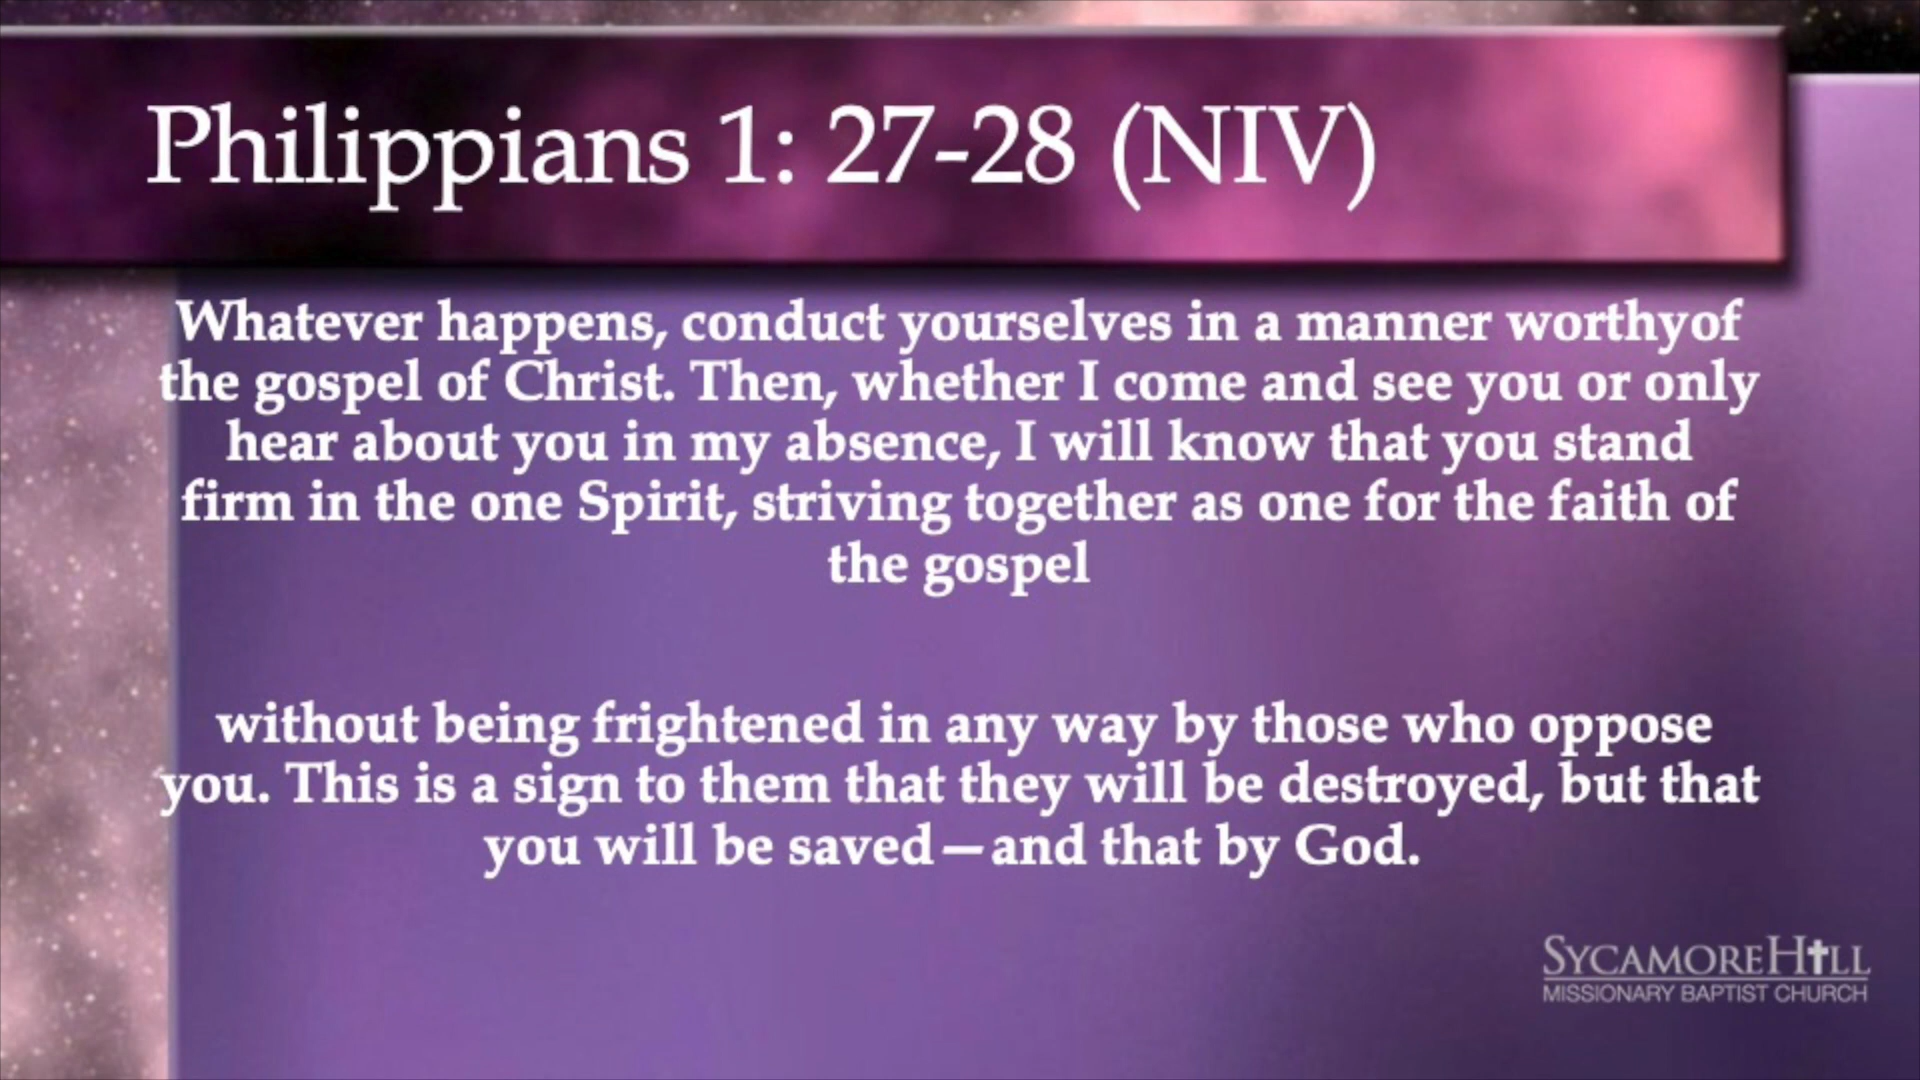 Philippians 1: 27-28 (NIV)
Whatever happens, conduct yourselves in a manner worthyof
the gospel of Christ. Then, whether I come and see you or only
hear about you in my absence, I will know that you stand
firm in the one Spirit, striving together as one for the faith of
the gospel
without being frightened in any way by those who oppose
you. This is a sign to them that they will be destroyed, but that
you will be saved—and that by God.
SYCAMORE HILL
MISSIONARY BAPTIST CHURCH